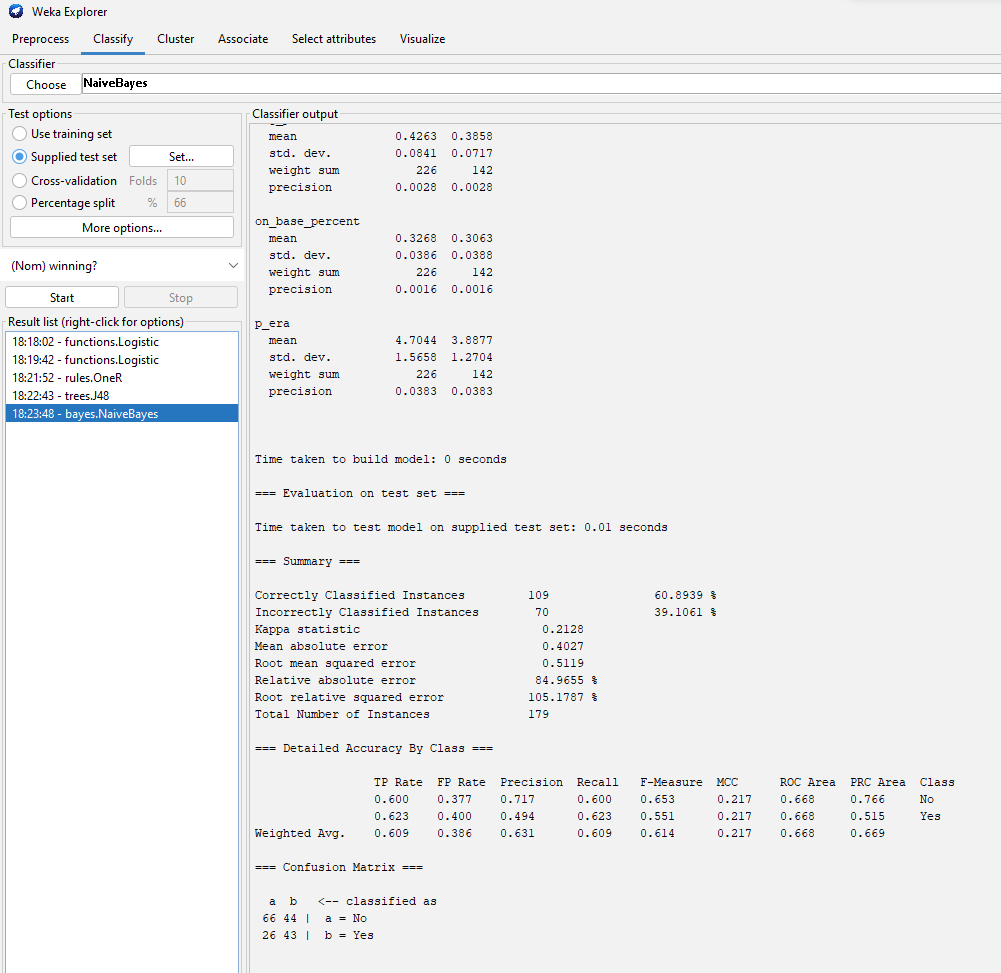 Weka Explorer
Preprocess Classify Cluster Associate Select attributes Visualize
Classifier
Choose NaiveBayes
Test options
Use training set
Supplied test set Set...
Cross-validation Folds 10
Percentage split % 66
More options...
(Nom) winning?
Start Stop
Result list (right-click for options)
18:18:02 - functions.Logistic
18:19:42 - functions.Logistic
18:21:52 - rules.OneR
18:22:43 - trees.J48
18:23:48 - bayes.NaiveBayes
Classifier output
mean 0.4263 0.3858
std. dev. 0.0841 0.0717
weight sum 226 142
precision 0.0028 0.0028
on_base_percent
mean 0.3268 0.3063
std. dev. 0.0386 0.0388
weight sum 226 142
precision 0.0016 0.0016
p_era
mean 4.7044 3.8877
std. dev. 1.5658 1.2704
weight sum 226 142
precision 0.0383 0.0383
Time taken to build model: 0 seconds
=== Evaluation on test set ===
Time taken to test model on supplied test set: 0.01 seconds
=== Summary ===
Correctly Classified Instances 109 60.8939 %
Incorrectly Classified Instances 70 39.1061 %
Kappa statistic 0.2128
Mean absolute error 0.4027
Root mean squared error 0.5119
Relative absolute error 84.9655 %
Root relative squared error 105.1787 %
Total Number of Instances 179
=== Detailed Accuracy By Class ===
TP Rate FP Rate Precision Recall F-Measure MCC ROC Area PRC Area Class
0.600 0.377 0.717 0.600 0.653 0.217 0.668 0.766 No
0.623 0.400 0.494 0.623 0.551 0.217 0.668 0.515 Yes
Weighted Avg. 0.609 0.386 0.631 0.609 0.614 0.217 0.668 0.669
=== Confusion Matrix ===
a b <-- classified as
66 44 | a = No
26 43 | b = Yes